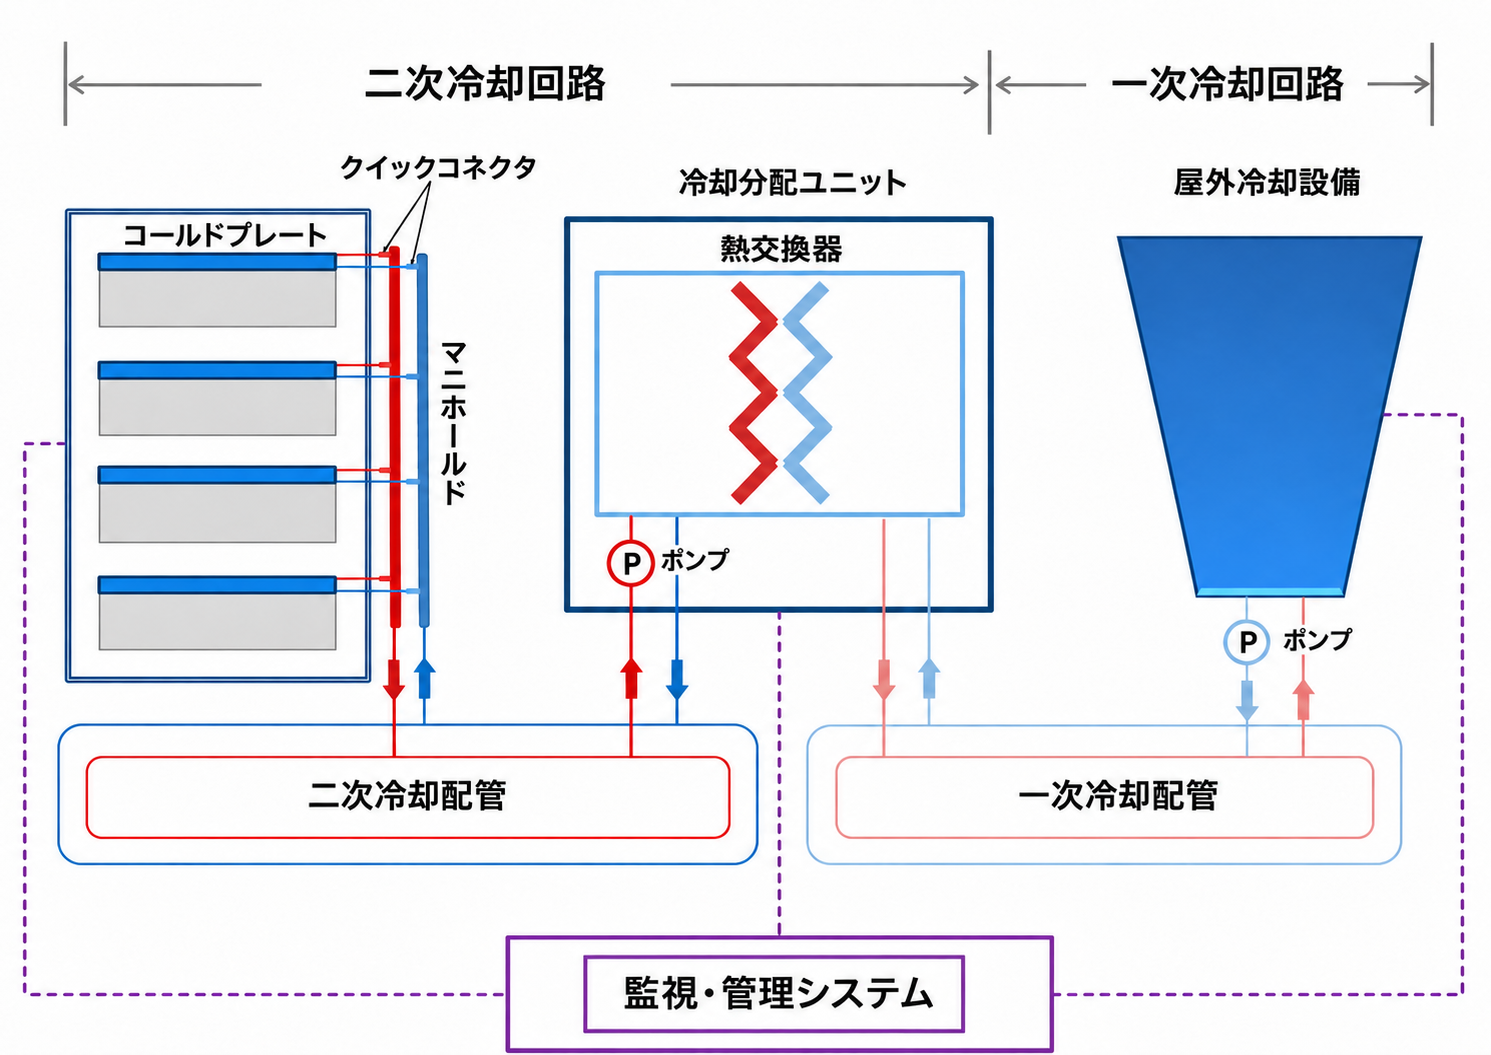 二次冷却回路
一次冷却回路
クイックコネクタ
冷却分配ユニット
屋外冷却設備
コールドプレート
熱交換器
マニホールド
P
ポンプ
P
ポンプ
二次冷却配管
一次冷却配管
監視・管理システム